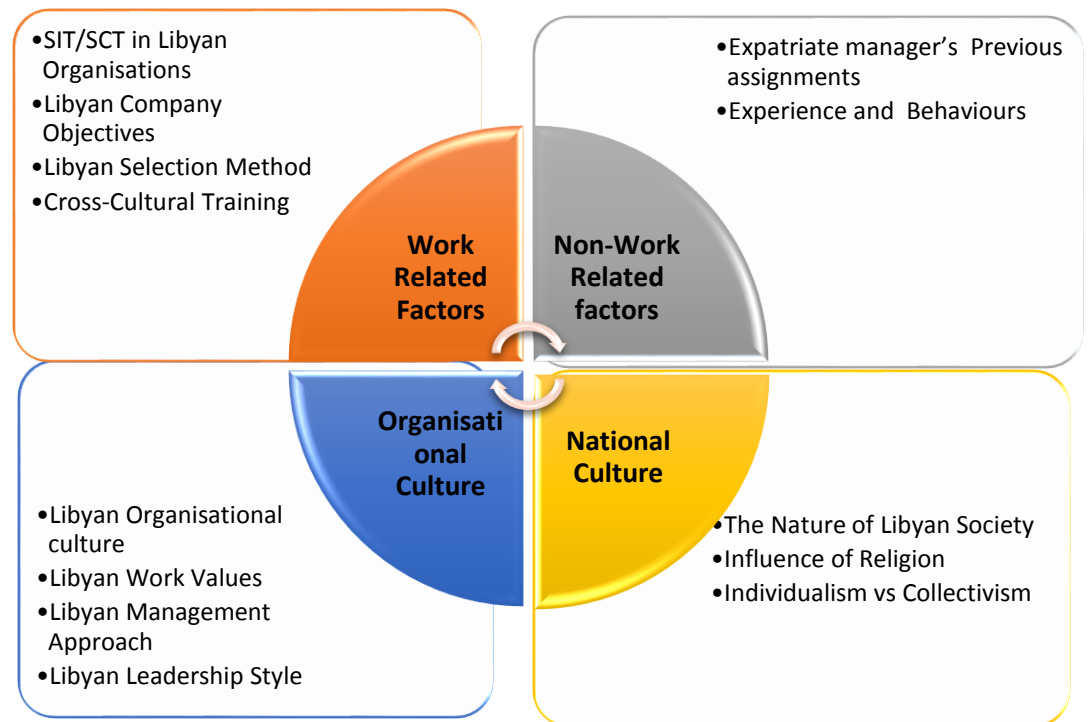 •SIT/SCT in Libyan
Organisations
•Libyan Company
Objectives
•Libyan Selection Method
•Cross-Cultural Training
•Expatriate manager's  Previous
assignments
•Experience and  Behaviours
Work
Related
Factors
Non-Work
Related
factors
Organisati
onal
Culture
National
Culture
•Libyan Organisational
culture
•Libyan Work Values
•Libyan Management
Approach
•Libyan Leadership Style
•The Nature of Libyan Society
•Influence of Religion
•Individualism vs Collectivism